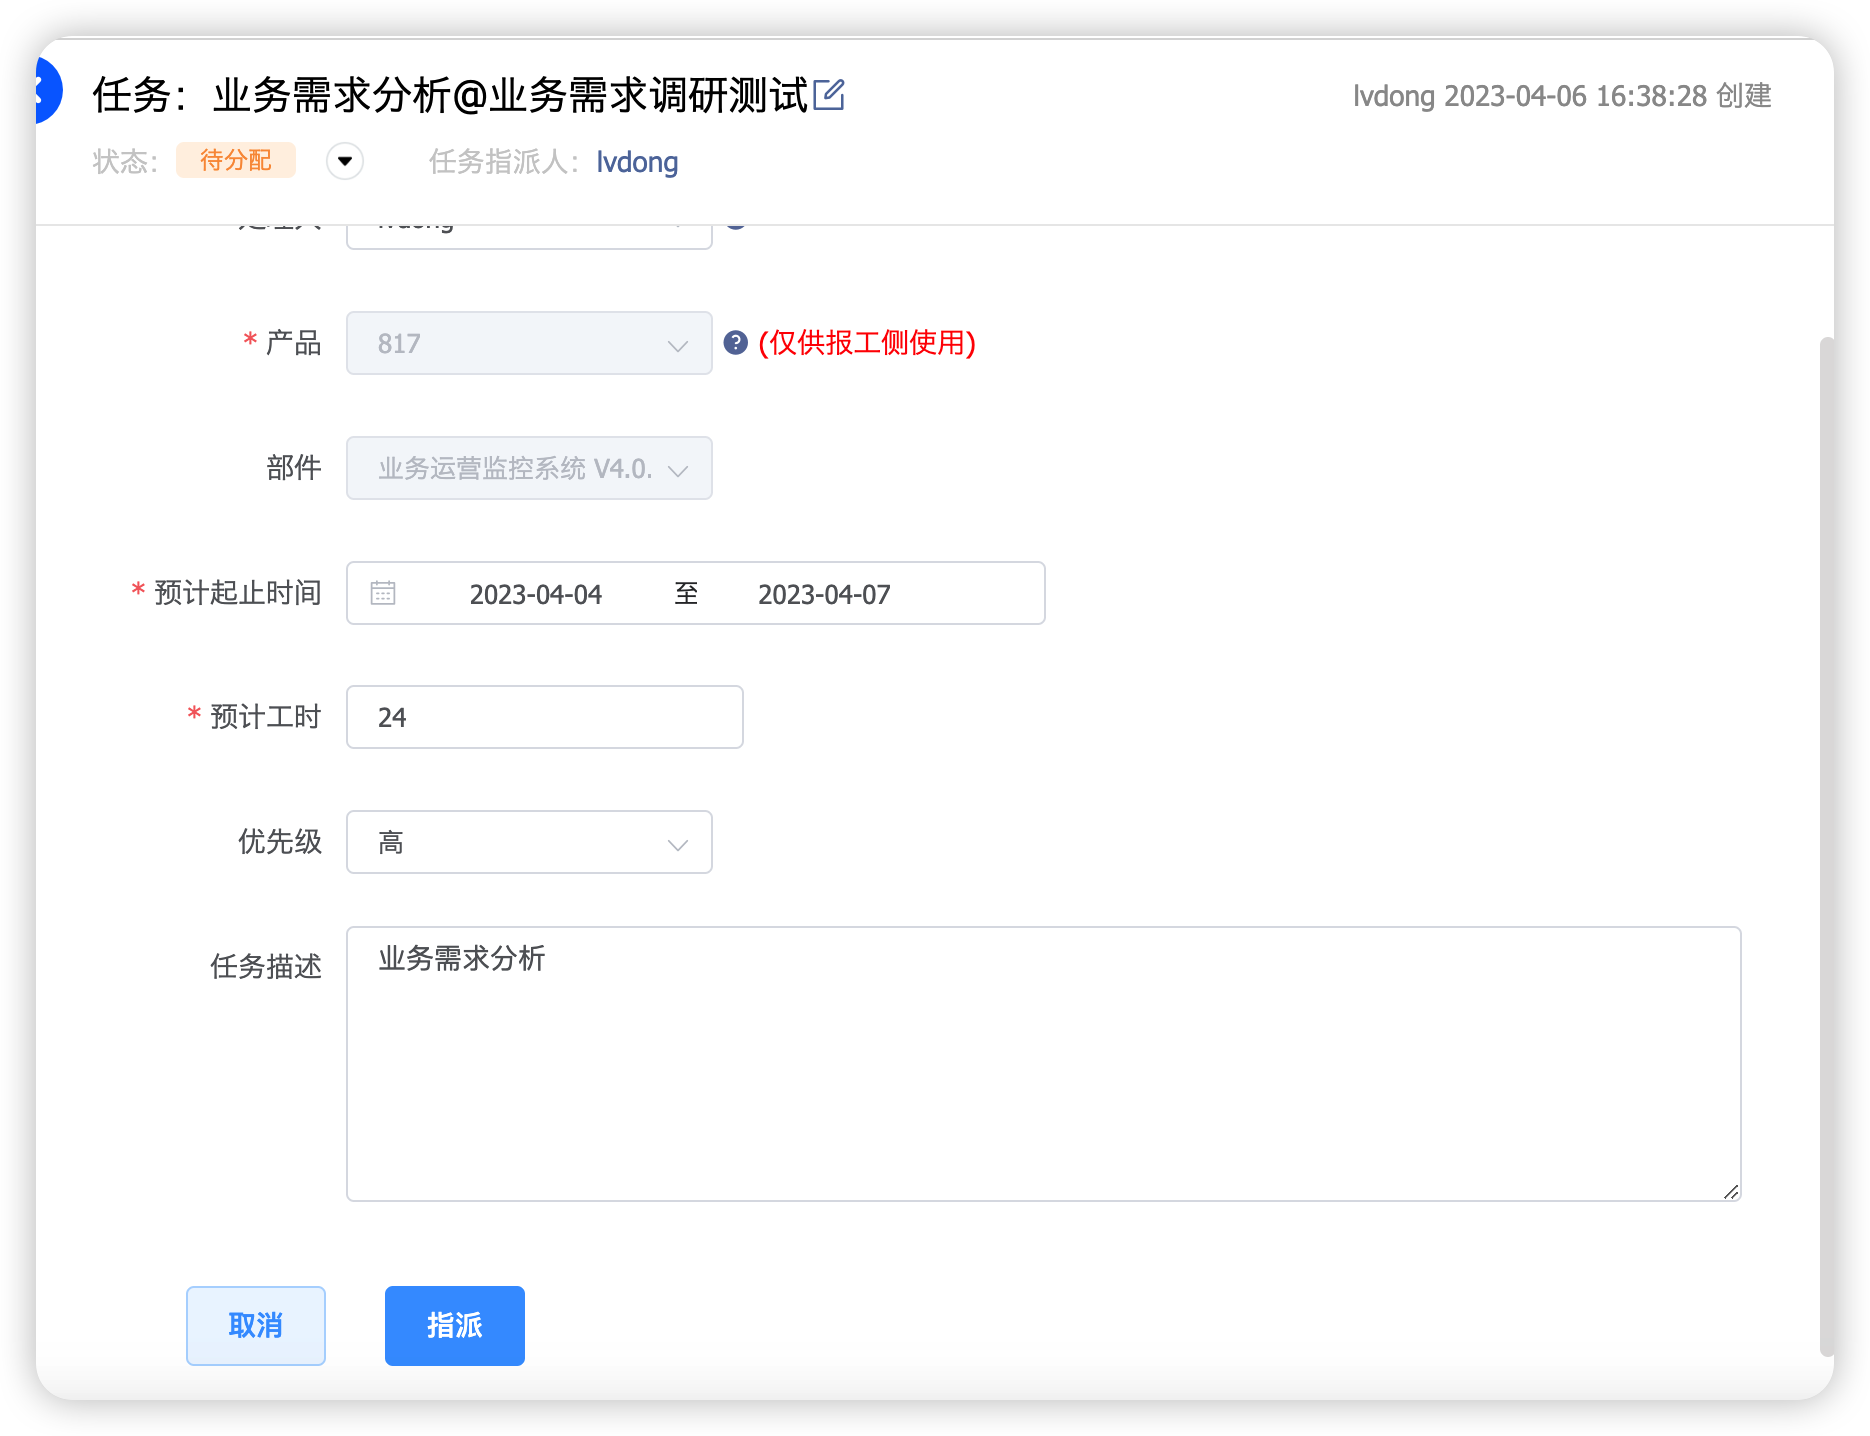 任务：业务需求分析@业务需求调研测试
lvdong 2023-04-06 16:38:28 创建
状态： 待分配 任务指派人： lvdong
* 产品 817 ? (仅供报工侧使用)
部件 业务运营监控系统 V4.0.
* 预计起止时间 2023-04-04 至 2023-04-07
* 预计工时 24
优先级 高
任务描述 业务需求分析
取消 指派